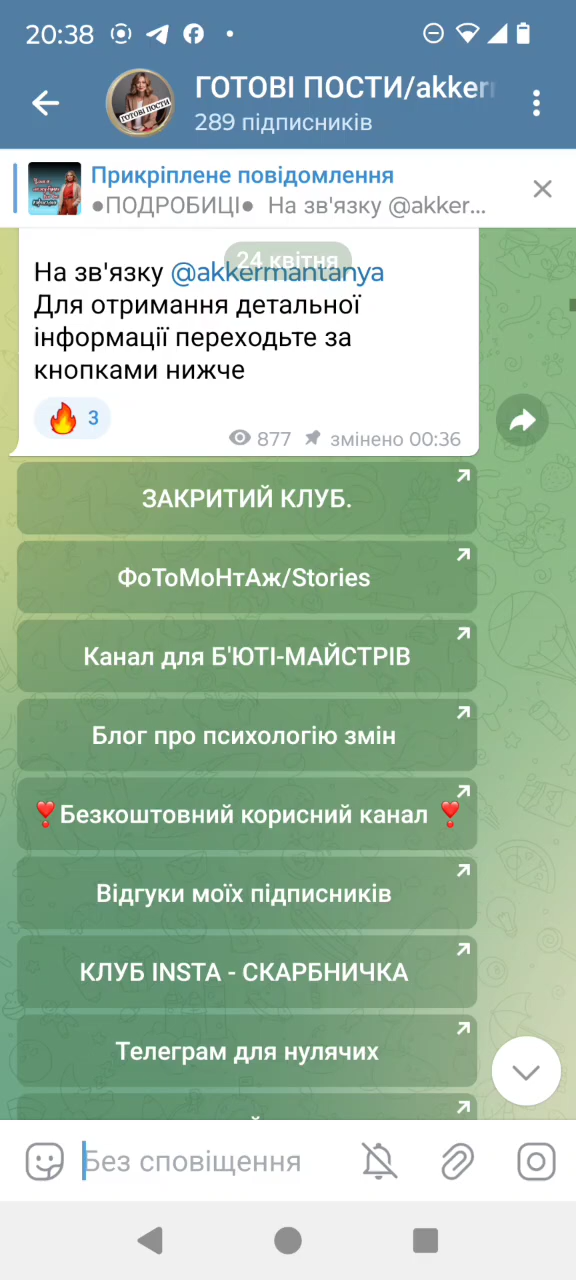 20:38
ГОТОВІ ПОСТИ/akker
ГОТОВІ ПОСТИ
289 підписників
Прикріплене повідомлення
●ПОДРОБИЦІ● На зв'язку @akker...
24 квітня
На зв'язку @akkermantanya
Для отримання детальної
інформації переходьте за
кнопками нижче
3
877 змінено 00:36
ЗАКРИТИЙ КЛУБ.
ФоТоМоНтАж/Stories
Канал для Б'ЮТІ-МАЙСТРІВ
Блог про психологію змін
Безкоштовний корисний канал
Відгуки моїх підписників
КЛУБ INSTA - СКАРБНИЧКА
Телеграм для нулячих
Без сповіщення